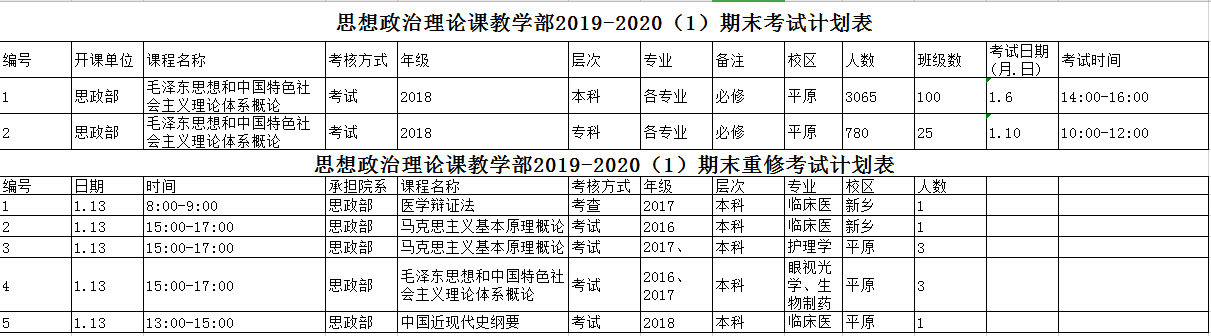 思想政治理论课教学部2019-2020（1）期末考试计划表
编号 开课单位 课程名称 考核方式 年级 层次 专业 备注 校区 人数 班级数 考试日期（月.日） 考试时间
1 思政部 毛泽东思想和中国特色社会主义理论体系概论 考试 2018 本科 各专业 必修 平原 3065 100 1.6 14:00-16:00
2 思政部 毛泽东思想和中国特色社会主义理论体系概论 考试 2018 专科 各专业 必修 平原 780 25 1.10 10:00-12:00
思想政治理论课教学部2019-2020（1）期末重修考试计划表
编号 日期 时间 承担院系 课程名称 考核方式 年级 层次 专业 校区 人数
1 1.13 8:00-9:00 思政部 医学辩证法 考查 2017 本科 临床医 新乡 1
2 1.13 15:00-17:00 思政部 马克思主义基本原理概论 考试 2016 本科 临床医 新乡 1
3 1.13 15:00-17:00 思政部 马克思主义基本原理概论 考试 2017、 本科 护理学 平原 3
4 1.13 15:00-17:00 思政部 毛泽东思想和中国特色社会主义理论体系概论 考试 2016、2017 本科 眼视光学、生物制药 平原 3
5 1.13 13:00-15:00 思政部 中国近现代史纲要 考试 2018 本科 临床医 平原 1